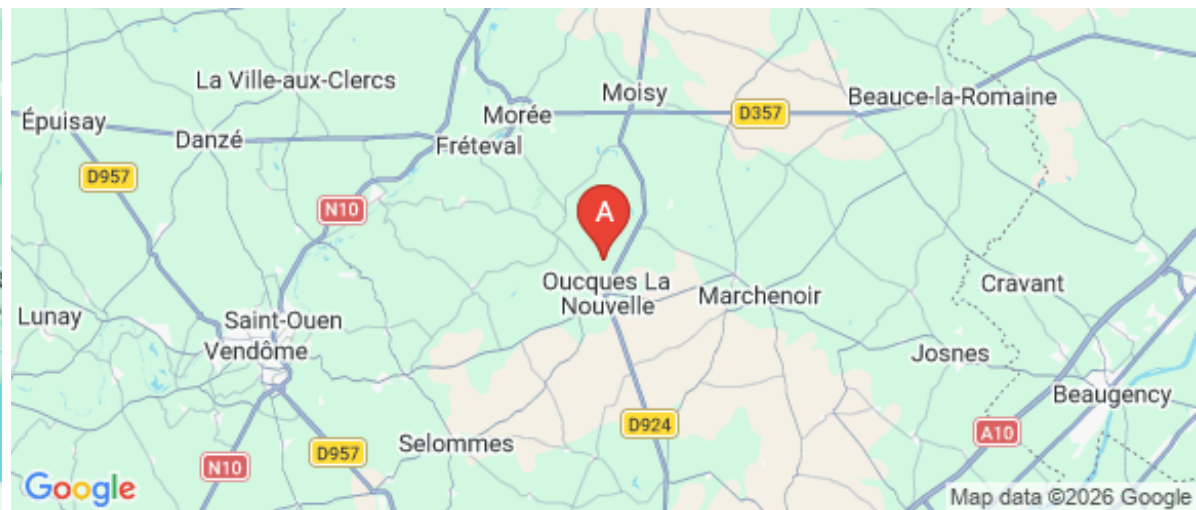 La Ville-aux-Clercs
Moisy
Beauce-la-Romaine
Épuisay
Morée
D357
Danzé
Fréteval
D957
N10
A
Oucques La
Nouvelle
Cravant
Marchenoir
Lunay
Saint-Ouen
Vendôme
Josnes
Beaugency
D924
A10
Selommes
D957
N10
Google
Map data ©2026 Google